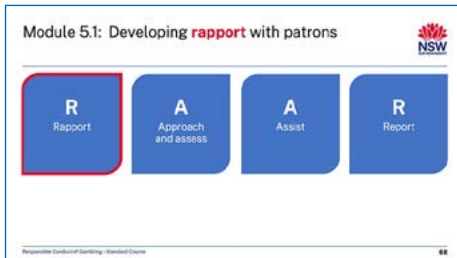 Module 5.1: Developing rapport with patrons
NSW
GOVERNMENT
R
Rapport
A
Approach
and assess
A
Assist
R
Report
Responsible Conduct of Gambling - Standard Course
68